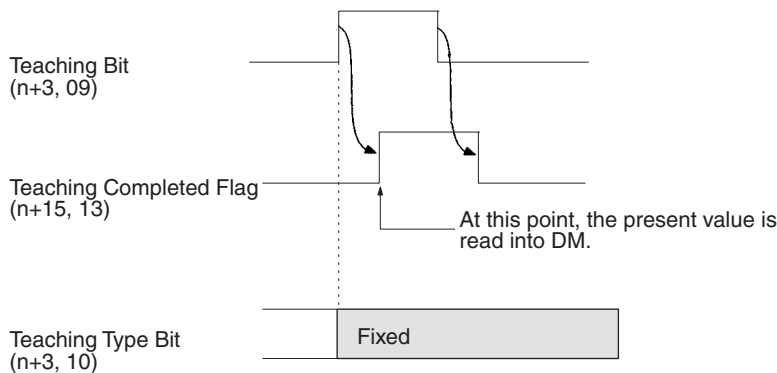 Teaching Bit
(n+3, 09)
Teaching Completed Flag
(n+15, 13)
At this point, the present value is
read into DM.
Teaching Type Bit
(n+3, 10)
Fixed